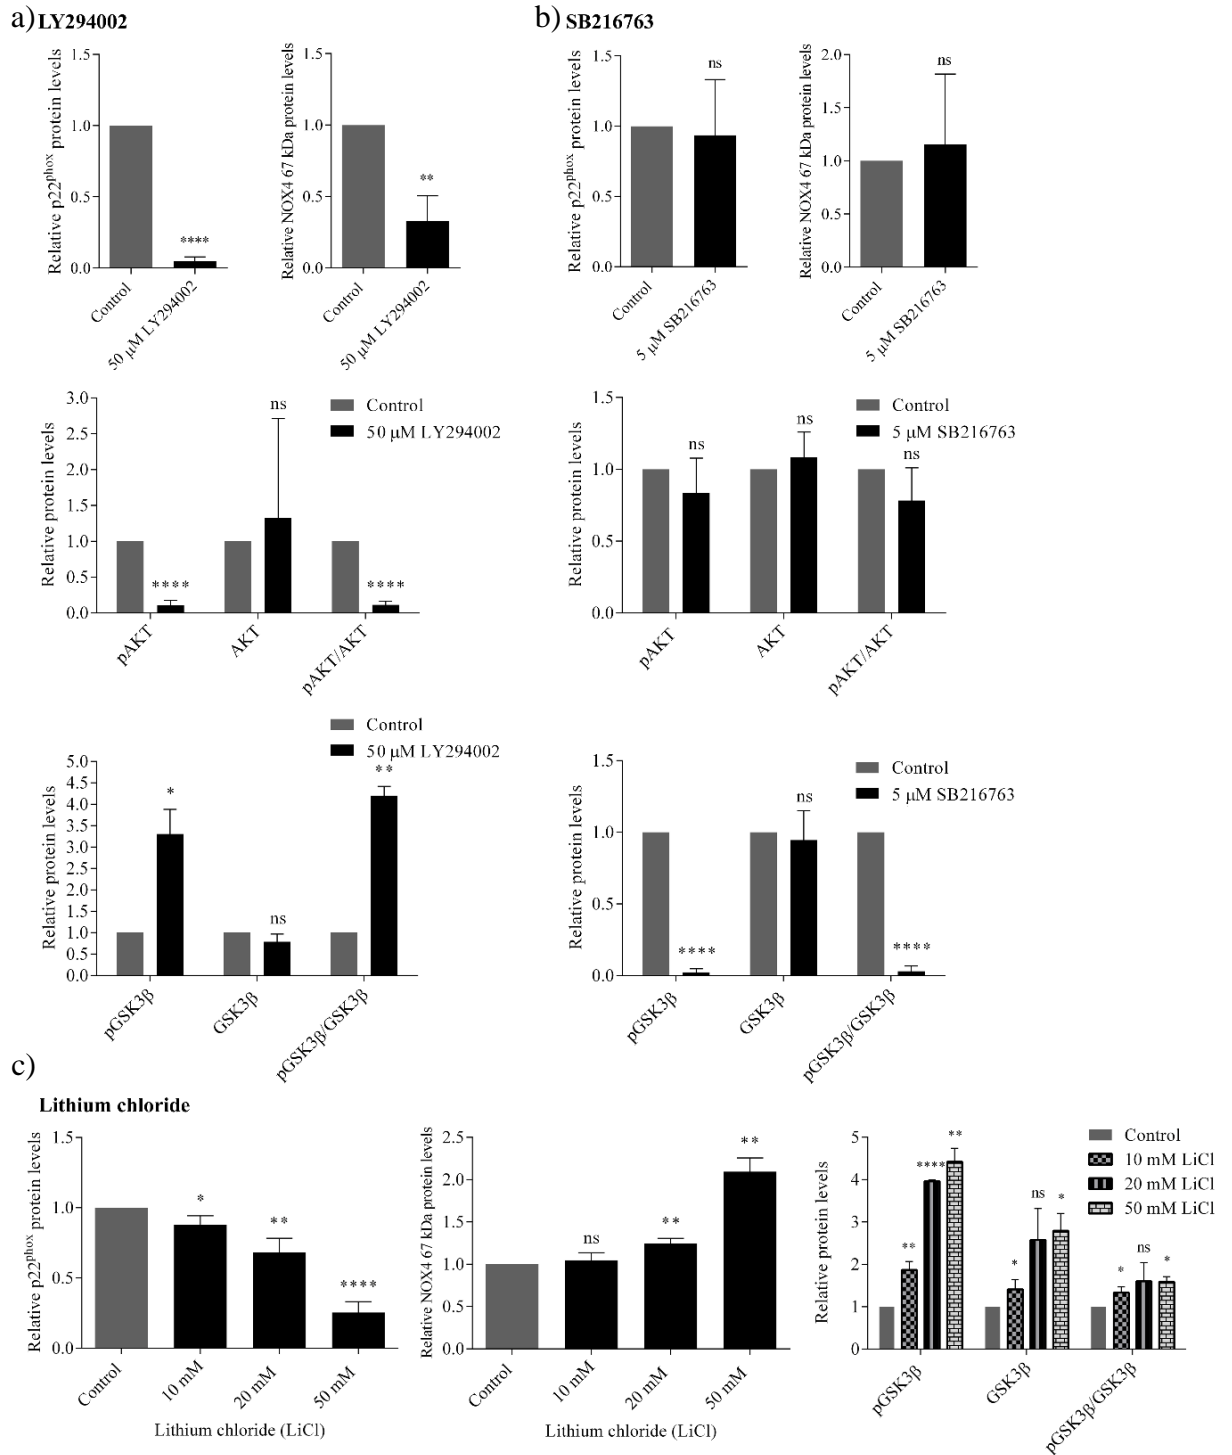 a) LY294002
Relative p22phox protein levels
1.5
1.0
0.5
0.0
****
Control
50 µM LY294002
Relative NOX4 67 kDa protein levels
1.5
1.0
0.5
0.0
**
Control
50 µM LY294002
b) SB216763
Relative p22phox protein levels
1.5
1.0
0.5
0.0
ns
Control
5 µM SB216763
Relative NOX4 67 kDa protein levels
2.0
1.5
1.0
0.5
0.0
ns
Control
5 µM SB216763
Relative protein levels
3.0
2.5
2.0
1.5
1.0
0.5
0.0
Control
50 µM LY294002
****
ns
****
pAKT
AKT
pAKT/AKT
Relative protein levels
1.5
1.0
0.5
0.0
Control
5 µM SB216763
ns
ns
ns
pAKT
AKT
pAKT/AKT
Relative protein levels
5.0
4.5
4.0
3.5
3.0
2.5
2.0
1.5
1.0
0.5
0.0
Control
50 µM LY294002
*
ns
**
pGSK3β
GSK3β
pGSK3β/GSK3β
Relative protein levels
1.5
1.0
0.5
0.0
Control
5 µM SB216763
****
ns
****
pGSK3β
GSK3β
pGSK3β/GSK3β
c)
Lithium chloride
Relative p22phox protein levels
1.5
1.0
0.5
0.0
*
**
****
Control
10 mM
20 mM
50 mM
Lithium chloride (LiCl)
Relative NOX4 67 kDa protein levels
2.5
2.0
1.5
1.0
0.5
0.0
ns
**
**
Control
10 mM
20 mM
50 mM
Lithium chloride (LiCl)
Relative protein levels
5
4
3
2
1
0
Control
10 mM LiCl
20 mM LiCl
50 mM LiCl
**
****
**
*
ns
*
*
ns
*
pGSK3β
GSK3β
pGSK3β/GSK3β